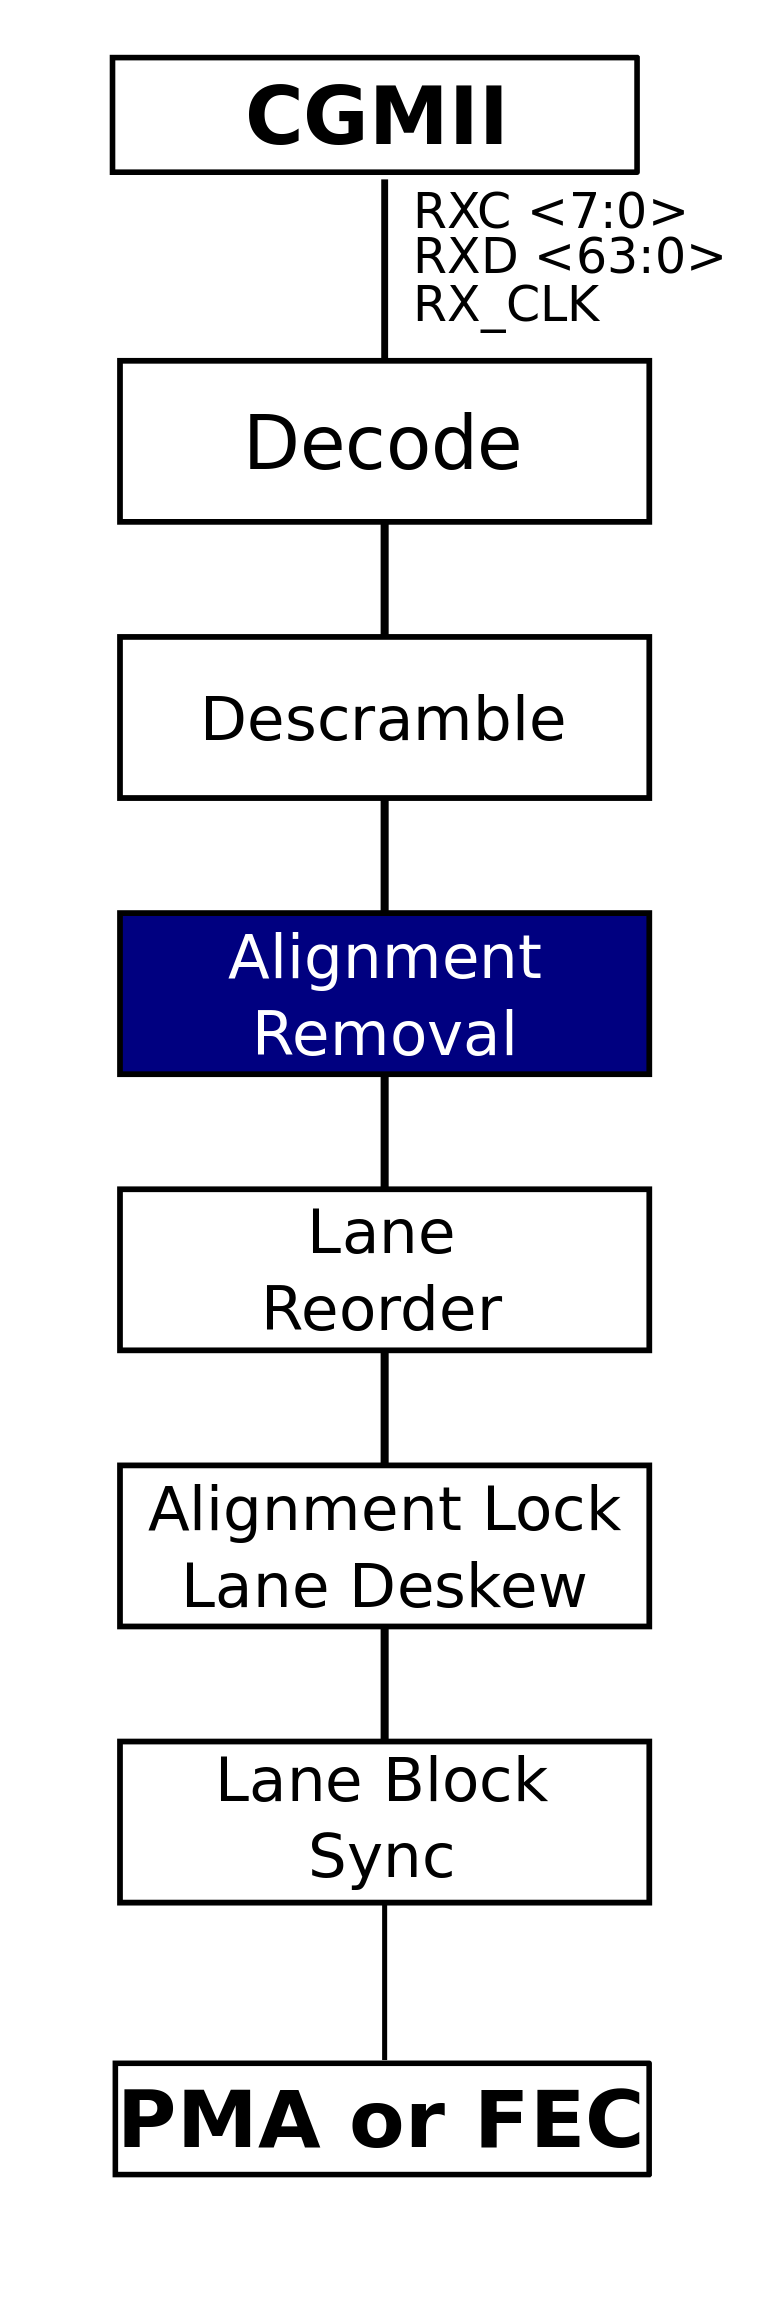 CGMII
RXC <7:0>
RXD <63:0>
RX_CLK
Decode
Descramble
Alignment
Removal
Lane
Reorder
Alignment Lock
Lane Deskew
Lane Block
Sync
PMA or FEC